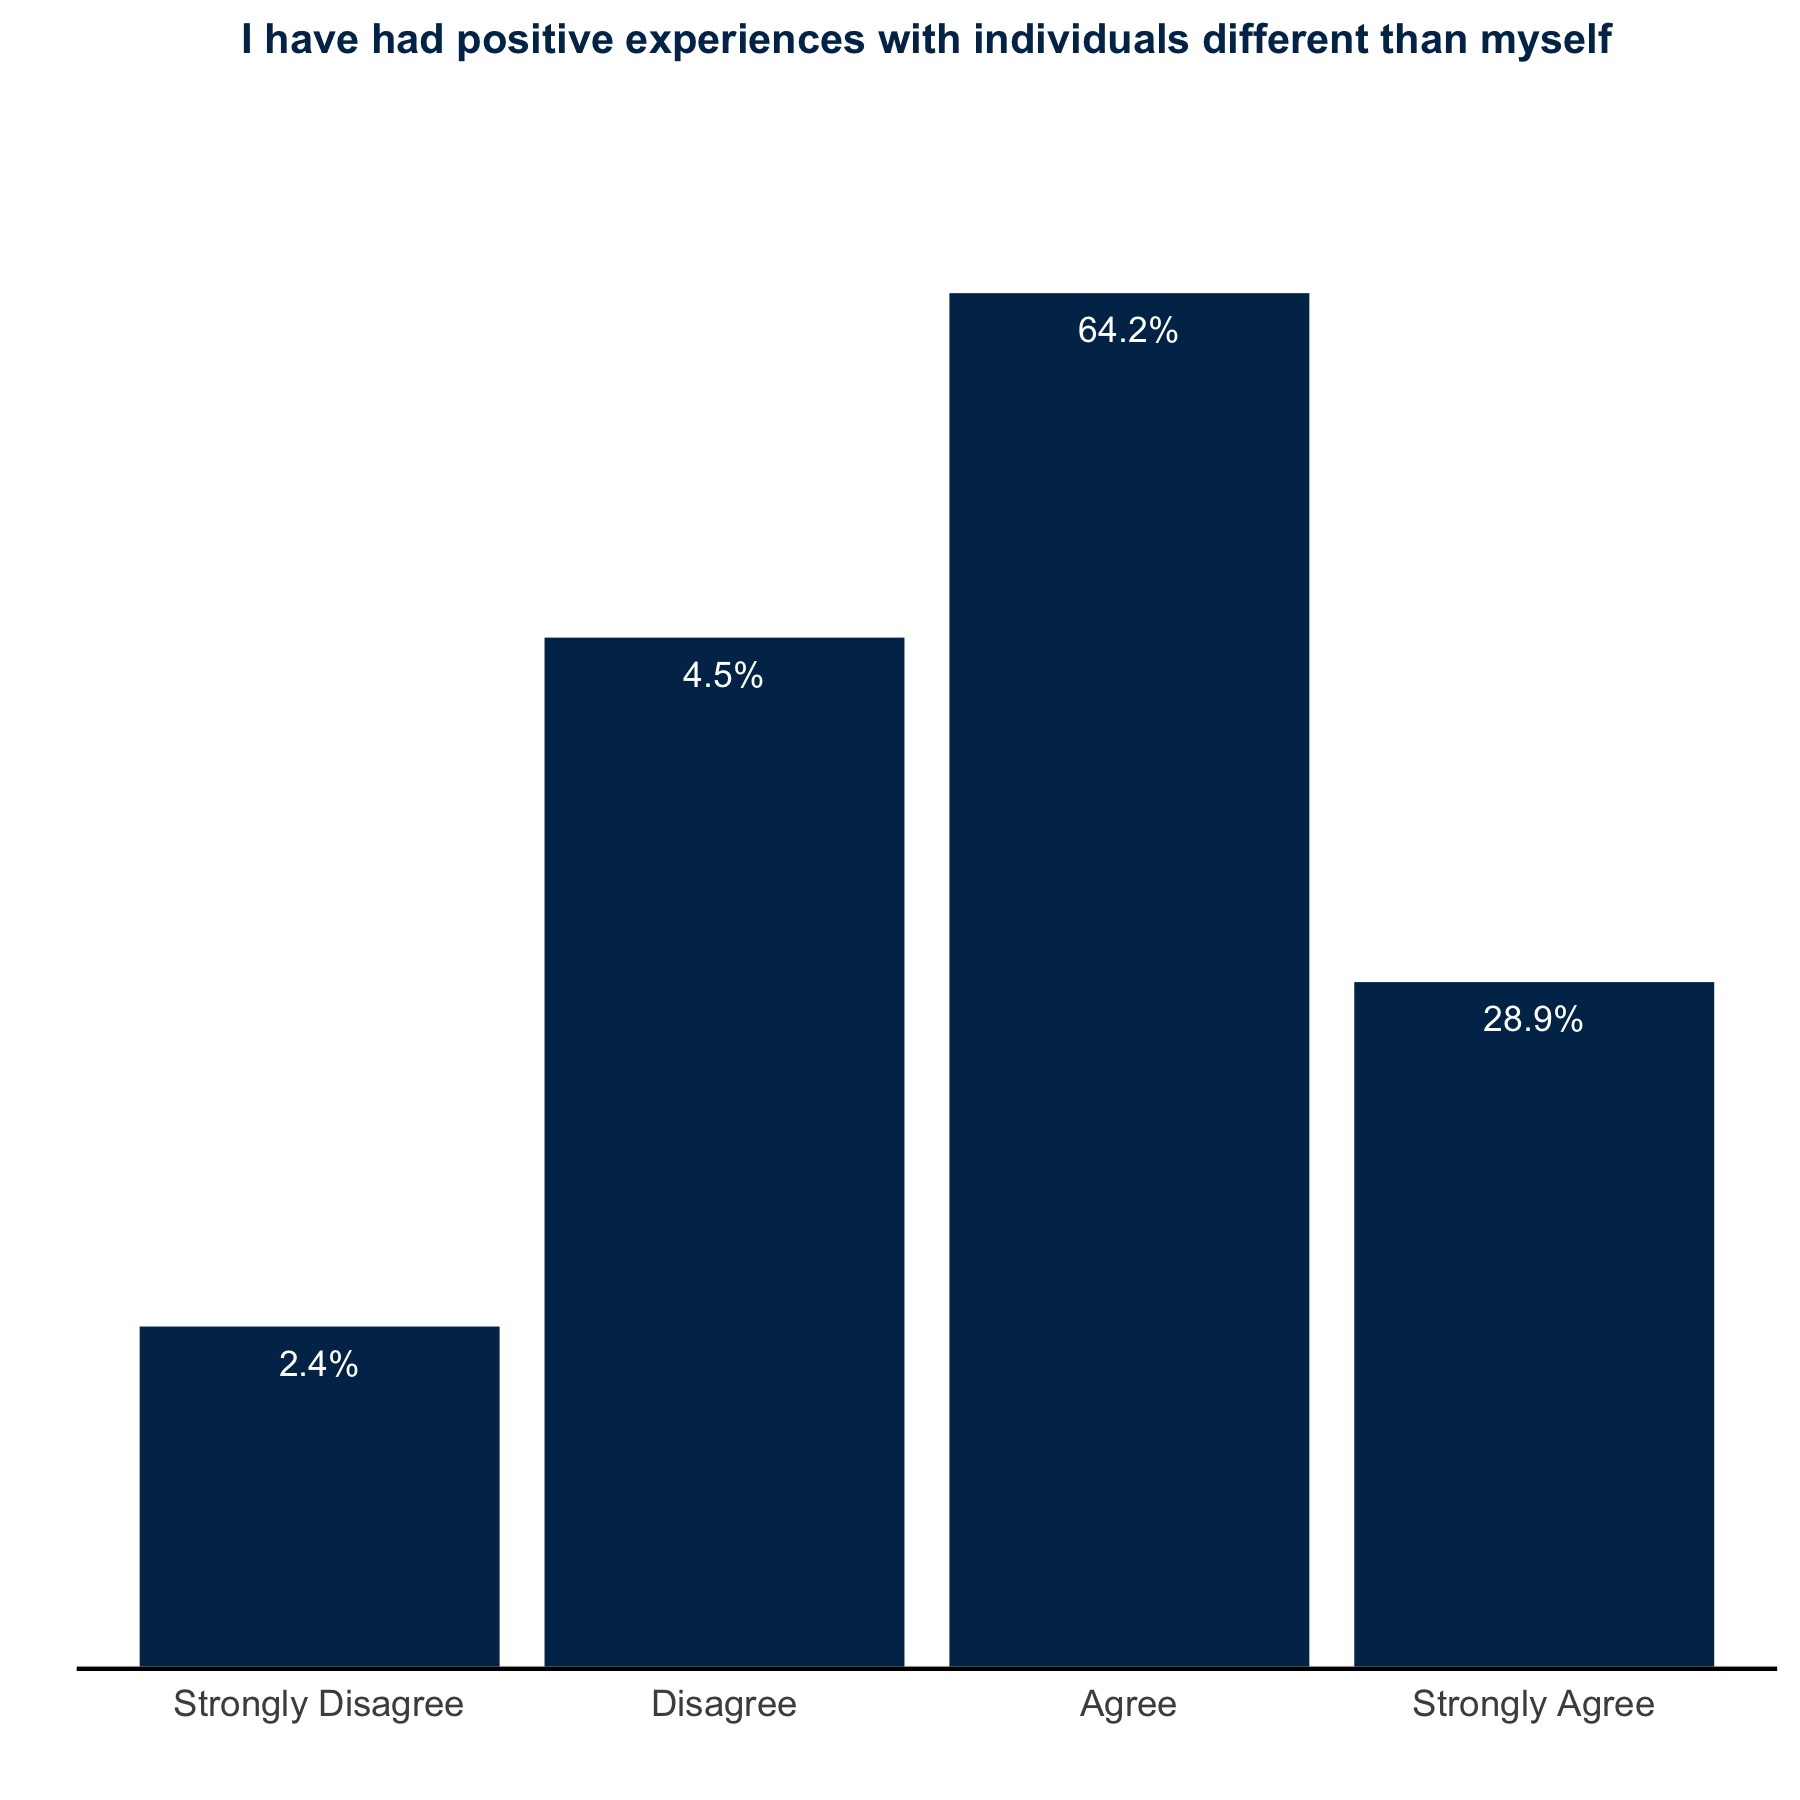 I have had positive experiences with individuals different than myself
64.2%
4.5%
28.9%
2.4%
Strongly Disagree Disagree Agree Strongly Agree